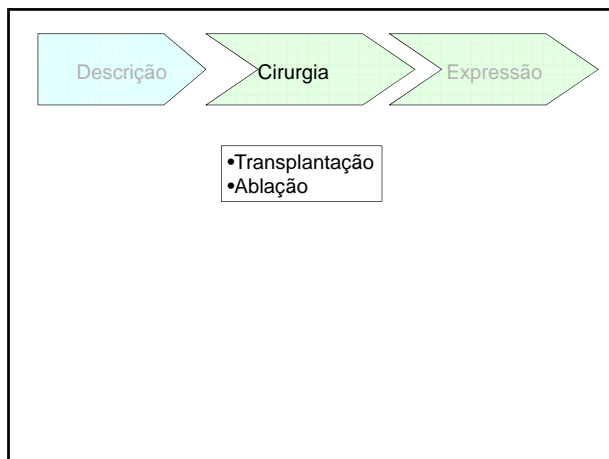 Descrição
Cirurgia
Expressão
•Transplantação
•Ablação